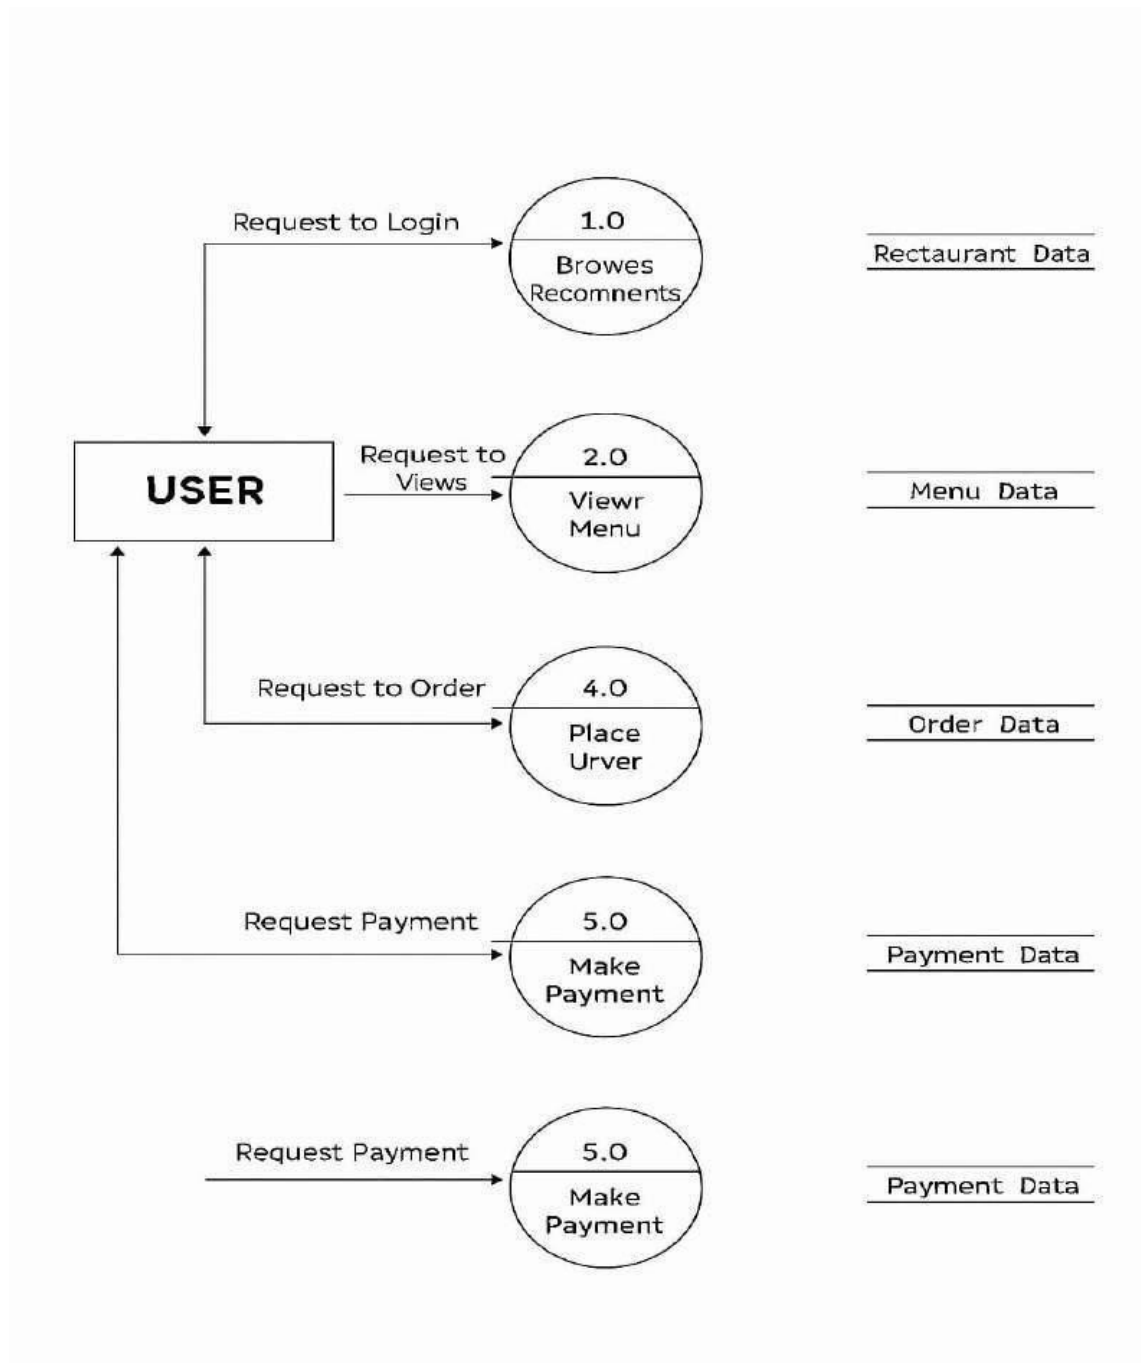 Request to Login
1.0
Browes
Recomnents
Rectaurant Data
USER
Request to
Views
2.0
Viewr
Menu
Menu Data
Request to Order
4.0
Place
Urver
Order Data
Request Payment
5.0
Make
Payment
Payment Data
Request Payment
5.0
Make
Payment
Payment Data